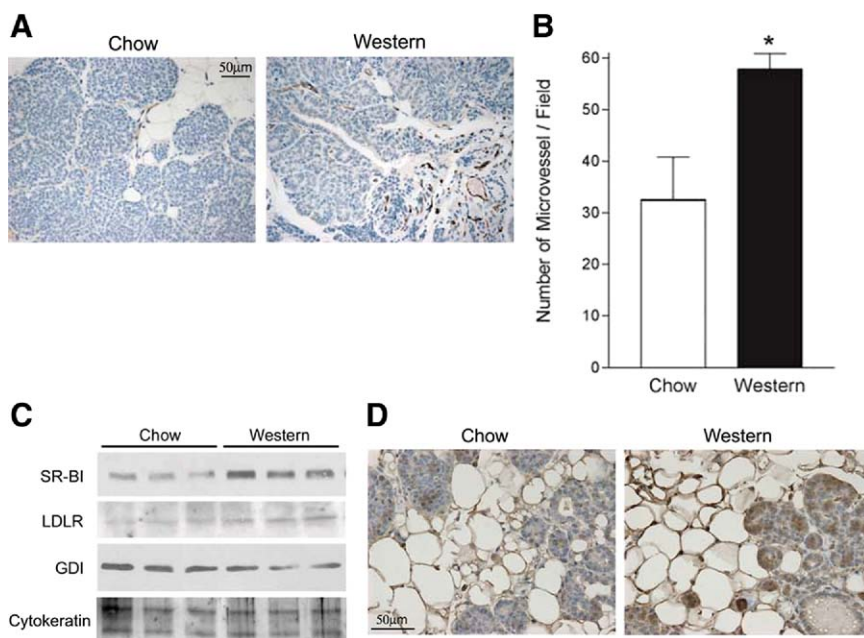 A
Chow
Western
50µm
B
*
Number of Microvessel / Field
60
50
40
30
20
10
0
Chow
Western
C
Chow
Western
SR-BI
LDLR
GDI
Cytokeratin
D
Chow
Western
50µm